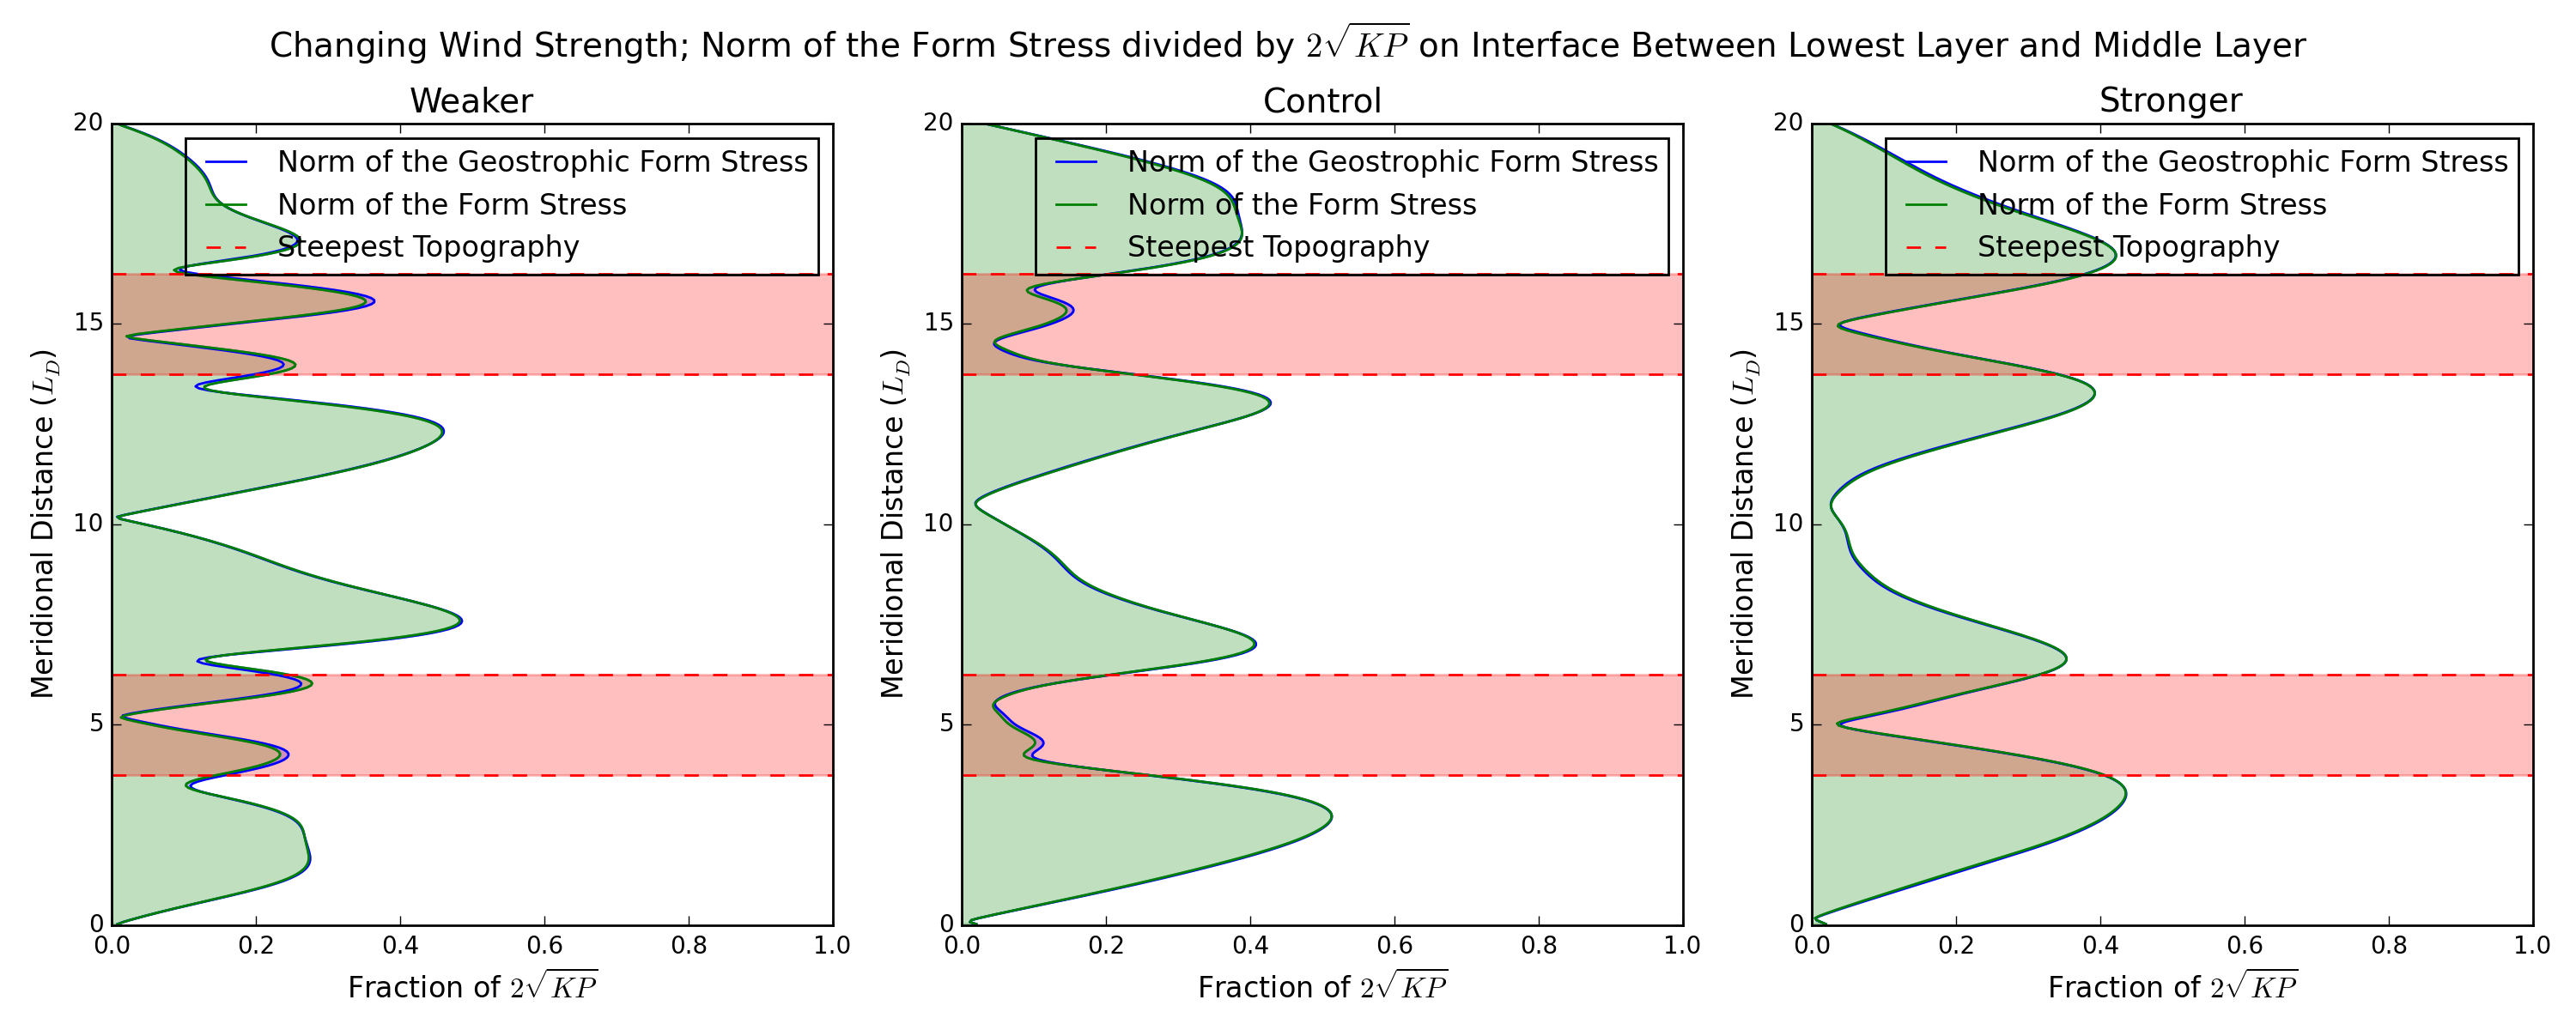 Changing Wind Strength; Norm of the Form Stress divided by 2√KP on Interface Between Lowest Layer and Middle Layer
Weaker
20
15
10
5
0
Meridional Distance (L_D)
Norm of the Geostrophic Form Stress
Norm of the Form Stress
Steepest Topography
0.0 0.2 0.4 0.6 0.8 1.0
Fraction of 2√KP
Control
20
15
10
5
0
Meridional Distance (L_D)
Norm of the Geostrophic Form Stress
Norm of the Form Stress
Steepest Topography
0.0 0.2 0.4 0.6 0.8 1.0
Fraction of 2√KP
Stronger
20
15
10
5
0
Meridional Distance (L_D)
Norm of the Geostrophic Form Stress
Norm of the Form Stress
Steepest Topography
0.0 0.2 0.4 0.6 0.8 1.0
Fraction of 2√KP